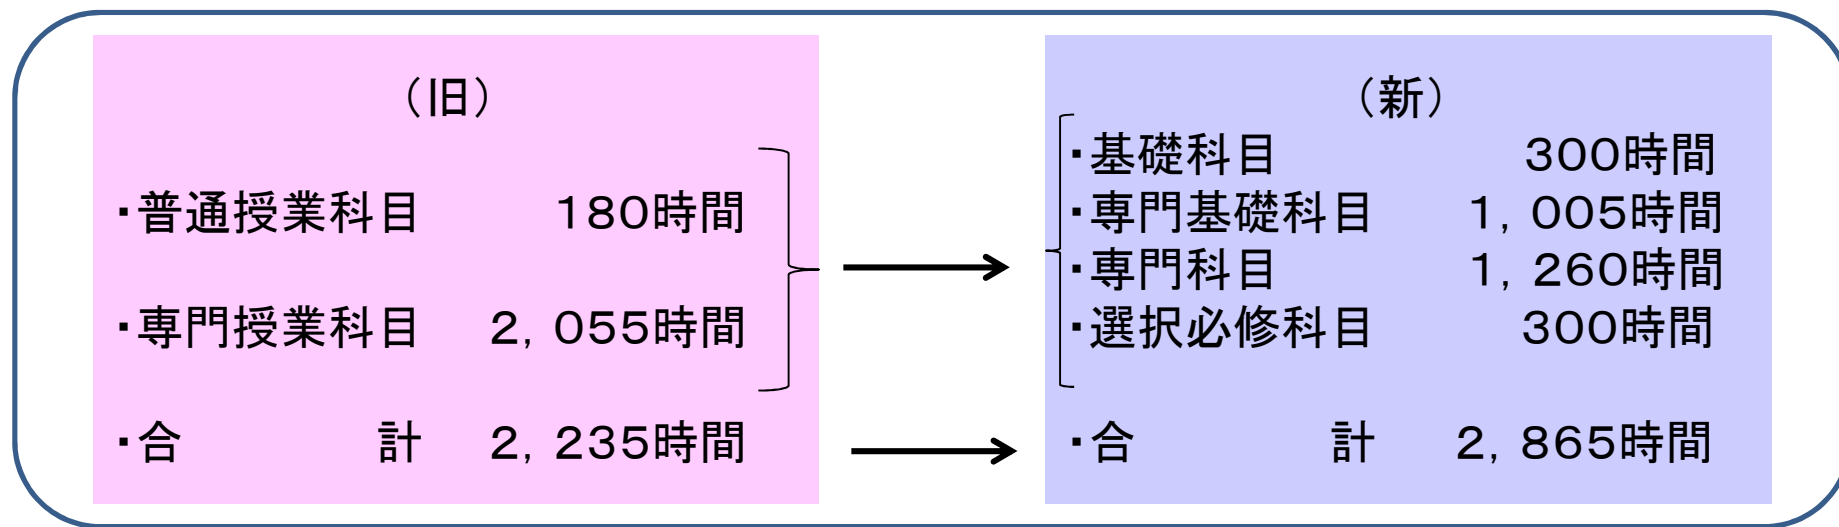 (旧)
・普通授業科目 180時間
・専門授業科目 2,055時間
・合 計 2,235時間
(新)
・基礎科目 300時間
・専門基礎科目 1,005時間
・専門科目 1,260時間
・選択必修科目 300時間
・合 計 2,865時間